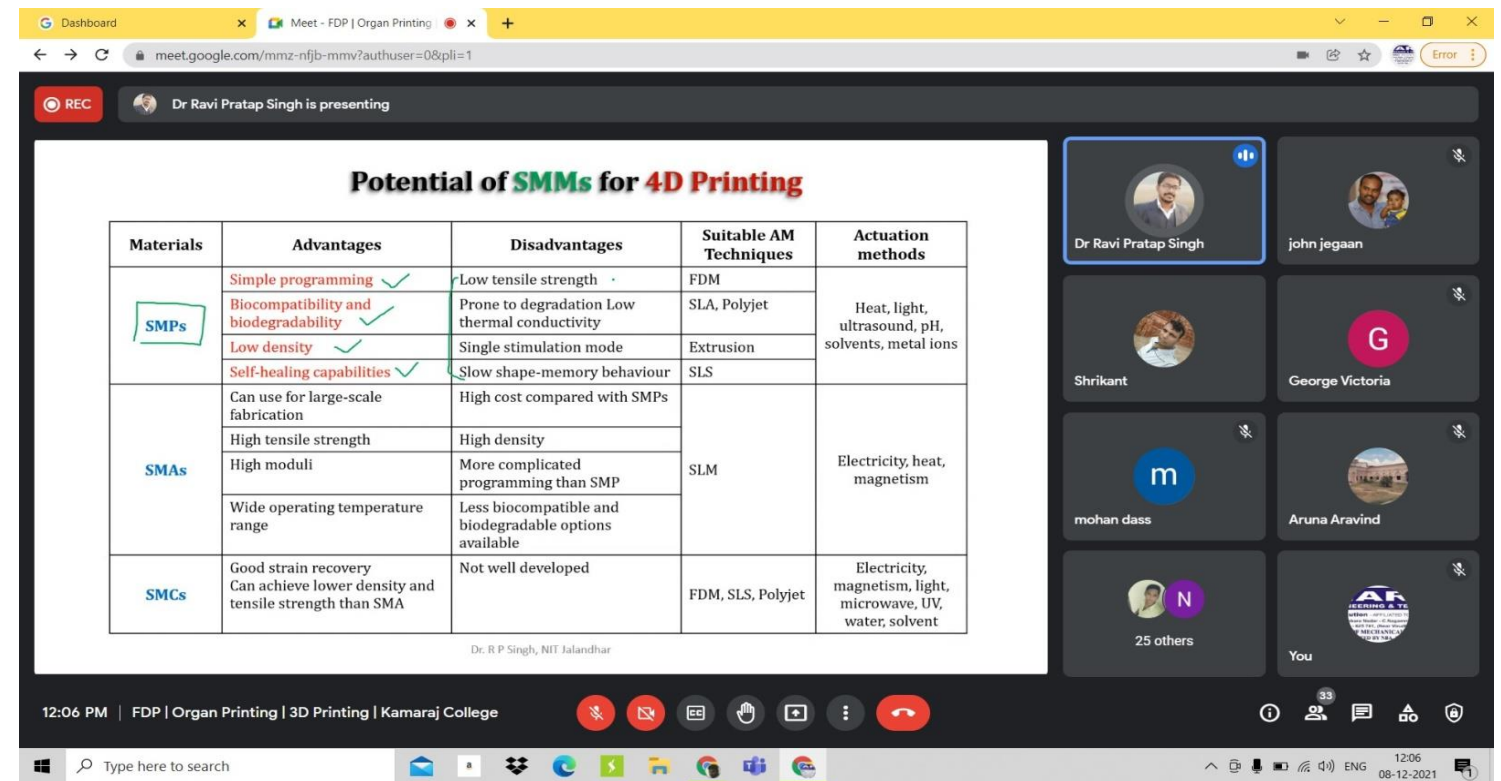 Dashboard
Meet - FDP | Organ Printing
meet.google.com/mmz-nfjb-mmv?authuser=0&pli=1
Error
REC
Dr Ravi Pratap Singh is presenting
Potential of SMMs for 4D Printing
Materials
Advantages
Disadvantages
Suitable AM
Techniques
Actuation
methods
SMPs
Simple programming
Low tensile strength
FDM
Biocompatibility and
biodegradability
Prone to degradation Low
thermal conductivity
SLA, Polyjet
Low density
Single stimulation mode
Extrusion
Self-healing capabilities
Slow shape-memory behaviour
SLS
Heat, light,
ultrasound, pH,
solvents, metal ions
SMAs
Can use for large-scale
fabrication
High cost compared with SMPs
High tensile strength
High density
High moduli
More complicated
programming than SMP
Wide operating temperature
range
Less biocompatible and
biodegradable options
available
SLM
Electricity, heat,
magnetism
SMCs
Good strain recovery
Can achieve lower density and
tensile strength than SMA
Not well developed
FDM, SLS, Polyjet
Electricity,
magnetism, light,
microwave, UV,
water, solvent
Dr. R P Singh, NIT Jalandhar
Dr Ravi Pratap Singh
john jegaan
Shrikant
G
George Victoria
m
mohan dass
Aruna Aravind
N
25 others
You
12:06 PM | FDP | Organ Printing | 3D Printing | Kamaraj College
CC
33
Type here to search
a
ENG
12:06
08-12-2021